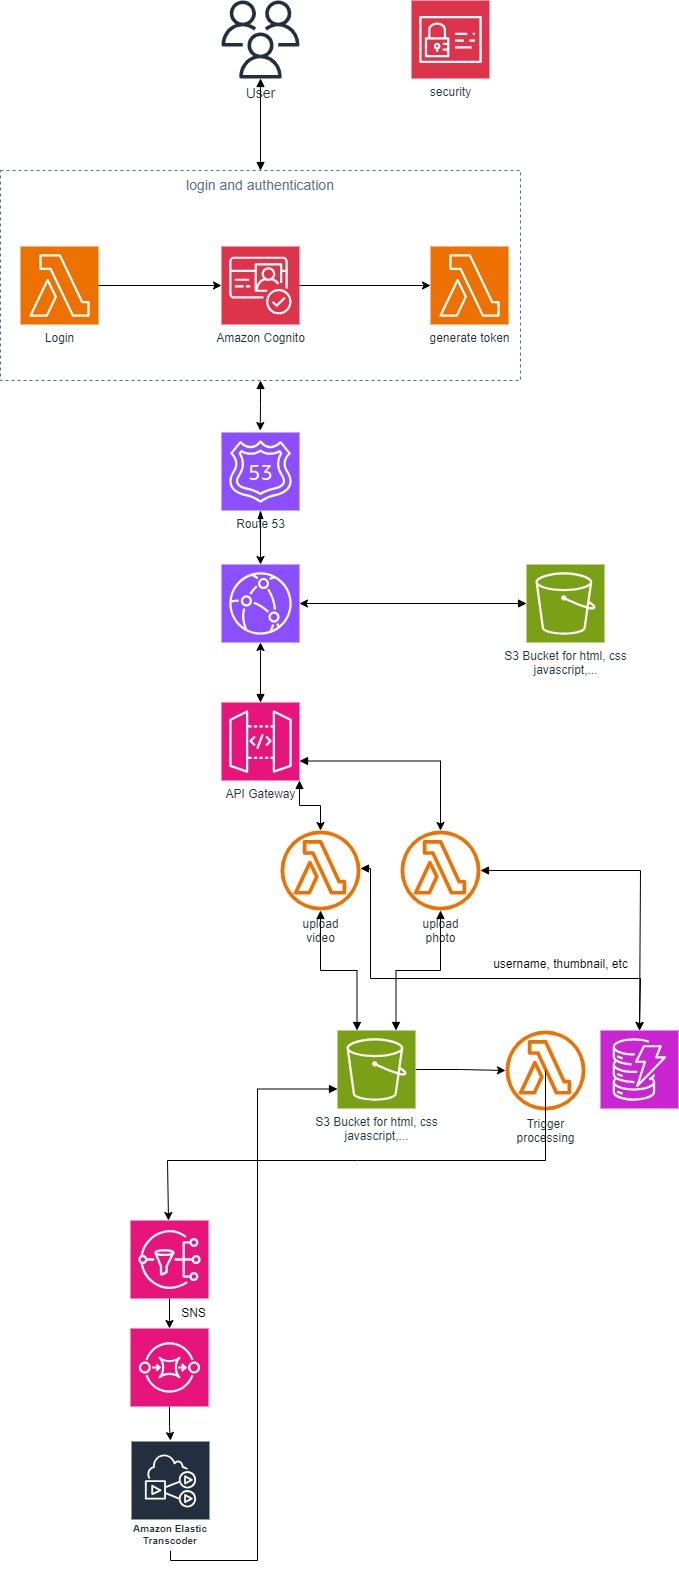 User
security
login and authentication
Login
Amazon Cognito
generate token
53
Route 53
S3 Bucket for html, css
javascript,...
</>
API Gateway
upload
video
upload
photo
username, thumbnail, etc
S3 Bucket for html, css
javascript,...
Trigger
processing
SNS
Amazon Elastic
Transcoder